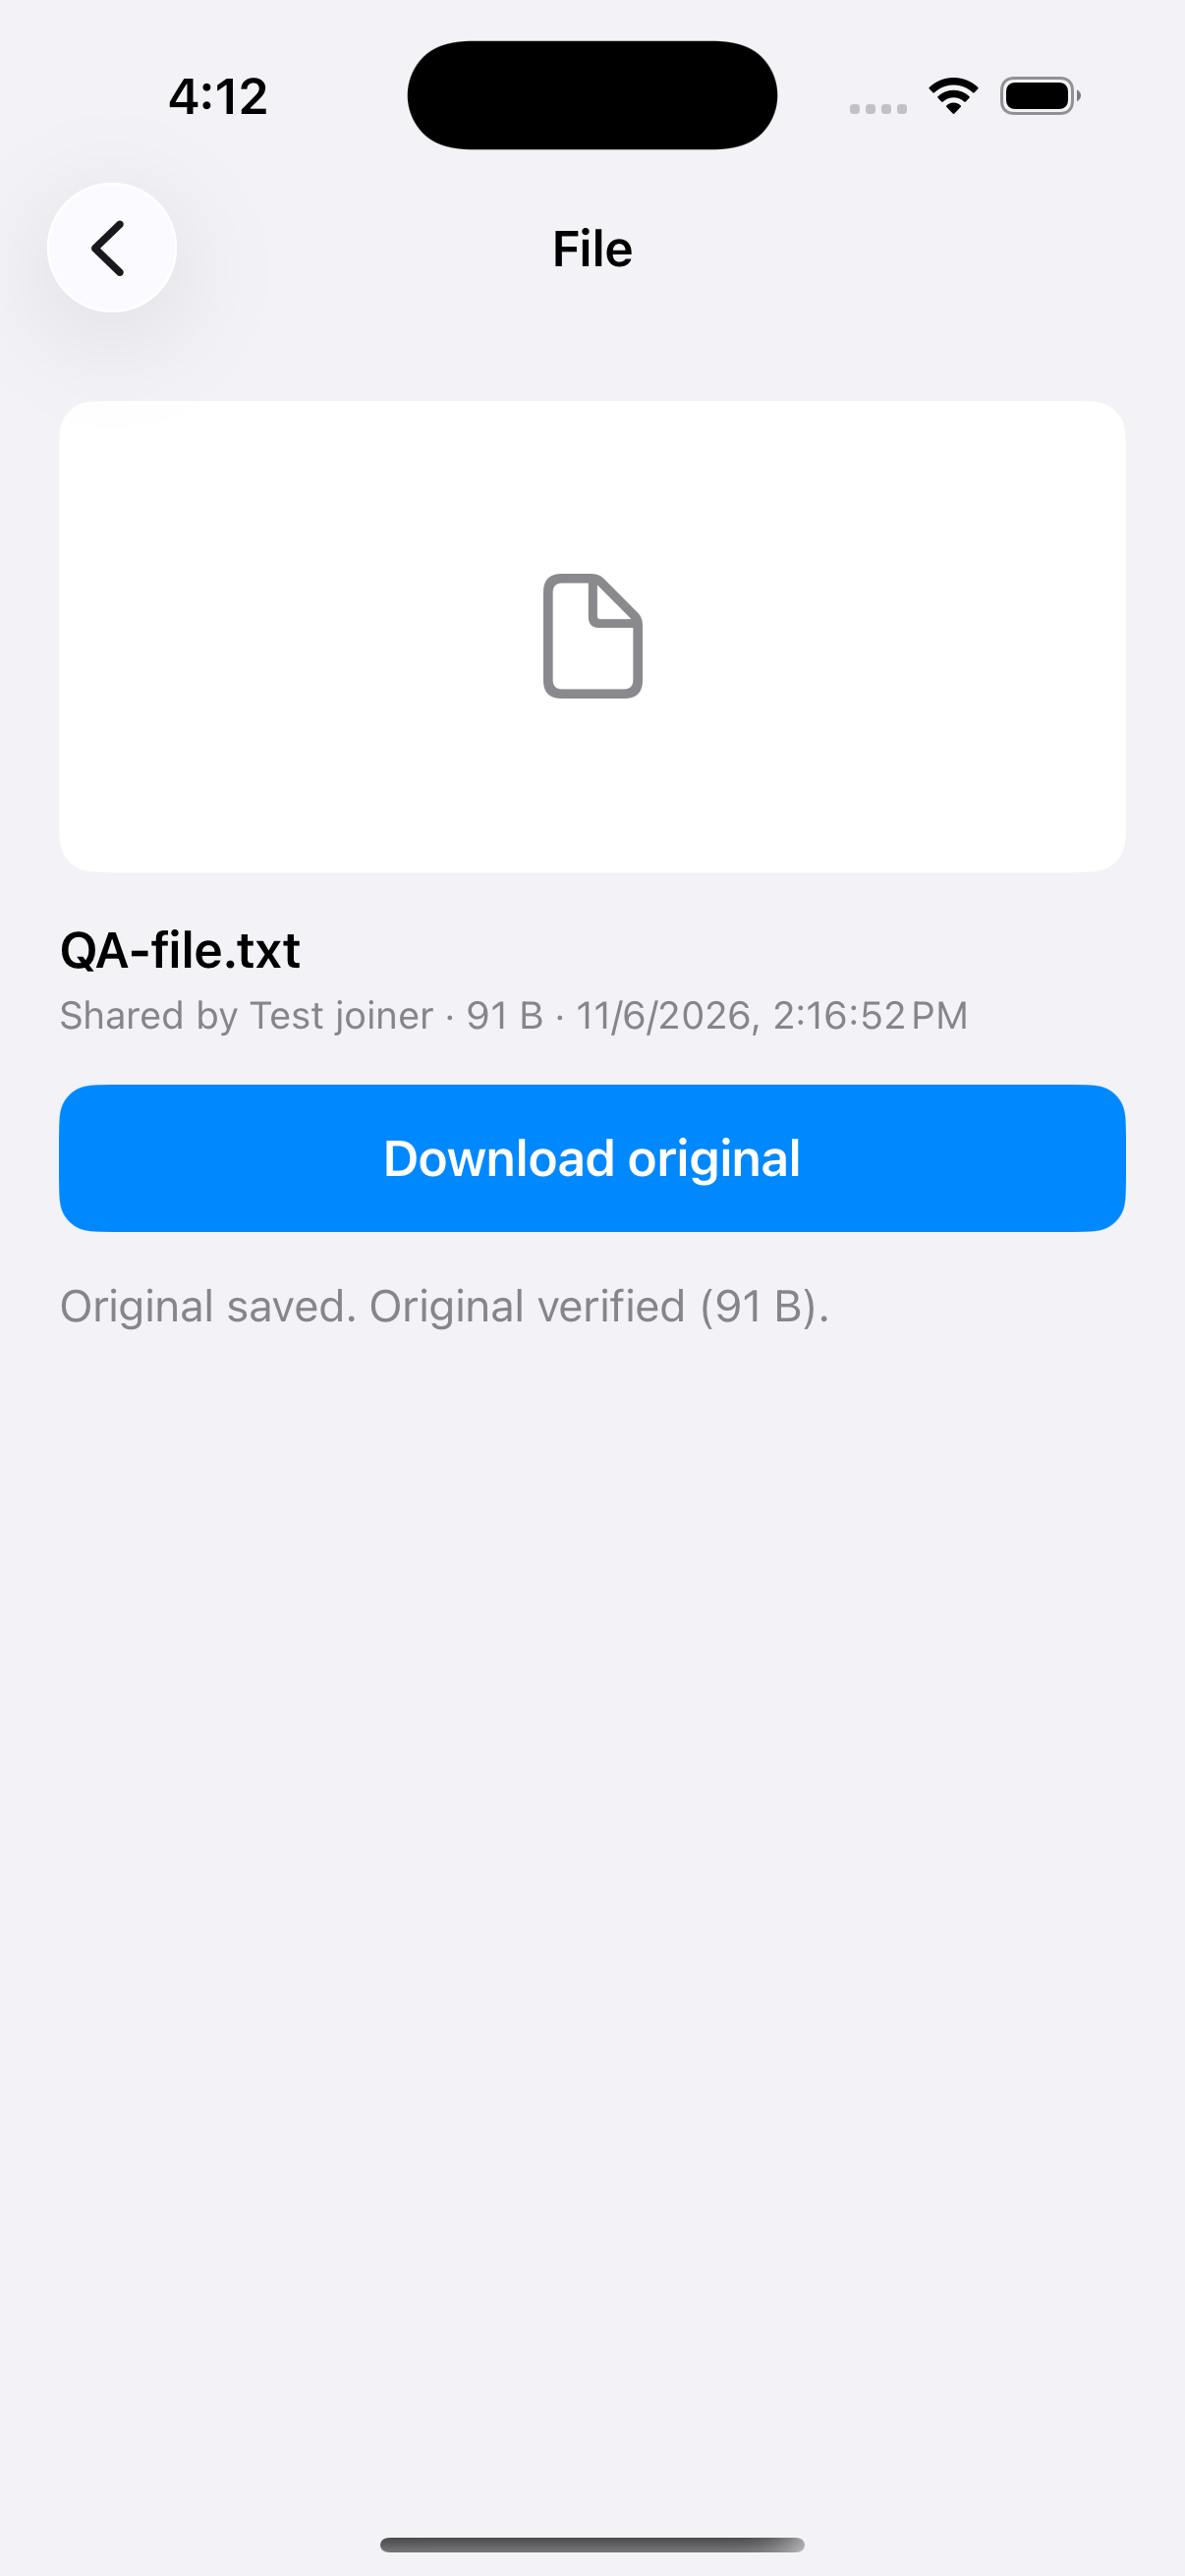 4:12
File
QA-file.txt
Shared by Test joiner · 91 B · 11/6/2026, 2:16:52 PM
Download original
Original saved. Original verified (91 B).